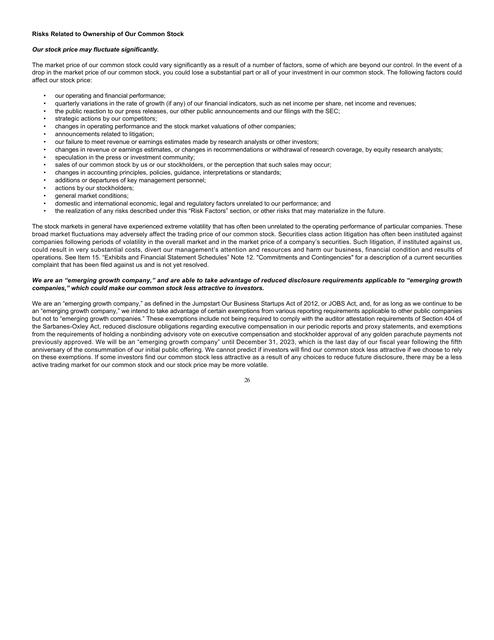 Risks Related to Ownership of Our Common Stock
Our stock price may fluctuate significantly.
The market price of our common stock could vary significantly as a result of a number of factors, some of which are beyond our control. In the event of a
drop in the market price of our common stock, you could lose a substantial part or all of your investment in our common stock. The following factors could
affect our stock price:
• our operating and financial performance;
• quarterly variations in the rate of growth (if any) of our financial indicators, such as net income per share, net income and revenues;
• the public reaction to our press releases, our other public announcements and our filings with the SEC;
• strategic actions by our competitors;
• changes in operating performance and the stock market valuations of other companies;
• announcements related to litigation;
• our failure to meet revenue or earnings estimates made by research analysts or other investors;
• changes in revenue or earnings estimates, or changes in recommendations or withdrawal of research coverage, by equity research analysts;
• speculation in the press or investment community;
• sales of our common stock by us or our stockholders, or the perception that such sales may occur;
• changes in accounting principles, policies, guidance, interpretations or standards;
• additions or departures of key management personnel;
• actions by our stockholders;
• general market conditions;
• domestic and international economic, legal and regulatory factors unrelated to our performance; and
• the realization of any risks described under this “Risk Factors” section, or other risks that may materialize in the future.
The stock markets in general have experienced extreme volatility that has often been unrelated to the operating performance of particular companies. These
broad market fluctuations may adversely affect the trading price of our common stock. Securities class action litigation has often been instituted against
companies following periods of volatility in the overall market and in the market price of a company’s securities. Such litigation, if instituted against us,
could result in very substantial costs, divert our management’s attention and resources and harm our business, financial condition and results of
operations. See Item 15. “Exhibits and Financial Statement Schedules” Note 12. "Commitments and Contingencies" for a description of a current securities
complaint that has been filed against us and is not yet resolved.
We are an “emerging growth company,” and are able to take advantage of reduced disclosure requirements applicable to “emerging growth
companies,” which could make our common stock less attractive to investors.
We are an “emerging growth company,” as defined in the Jumpstart Our Business Startups Act of 2012, or JOBS Act, and, for as long as we continue to be
an “emerging growth company,” we intend to take advantage of certain exemptions from various reporting requirements applicable to other public companies
but not to “emerging growth companies.” These exemptions include not being required to comply with the auditor attestation requirements of Section 404 of
the Sarbanes-Oxley Act, reduced disclosure obligations regarding executive compensation in our periodic reports and proxy statements, and exemptions
from the requirements of holding a nonbinding advisory vote on executive compensation and stockholder approval of any golden parachute payments not
previously approved. We will be an “emerging growth company” until December 31, 2023, which is the last day of our fiscal year following the fifth
anniversary of the consummation of our initial public offering. We cannot predict if investors will find our common stock less attractive if we choose to rely
on these exemptions. If some investors find our common stock less attractive as a result of any choices to reduce future disclosure, there may be a less
active trading market for our common stock and our stock price may be more volatile.
26